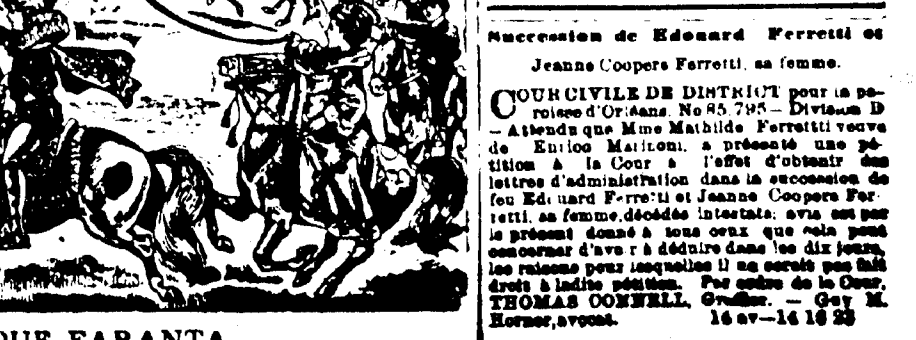 QUE FARANTA
Succession de Edouard Ferretti et
Jeanne Coopers Ferretti, sa femme.
COUR CIVILE DE DISTRICT pour la pa-
roisse d'Orléans. No 85,795 — Division D
— Attendu que Mme Mathilde Ferrettti veuve
de Enrico Matitoni, a présenté une pé-
tition à la Cour à l'effet d'obtenir des
lettres d'administration dans la succession de
feu Edouard Ferretti et Jeanne Coopers Fer-
retti, sa femme, décédés intestats; avis est par
le présent donné à tous ceux que cela peut
concerner d'avoir à déduire dans les dix jours,
les raisons pour lesquelles il ne serait pas fait
droit à ladite pétition. Par ordre de la Cour,
THOMAS CONNELL, Greffier. — Guy M.
Horner, avocat. 14 av—14 18 23